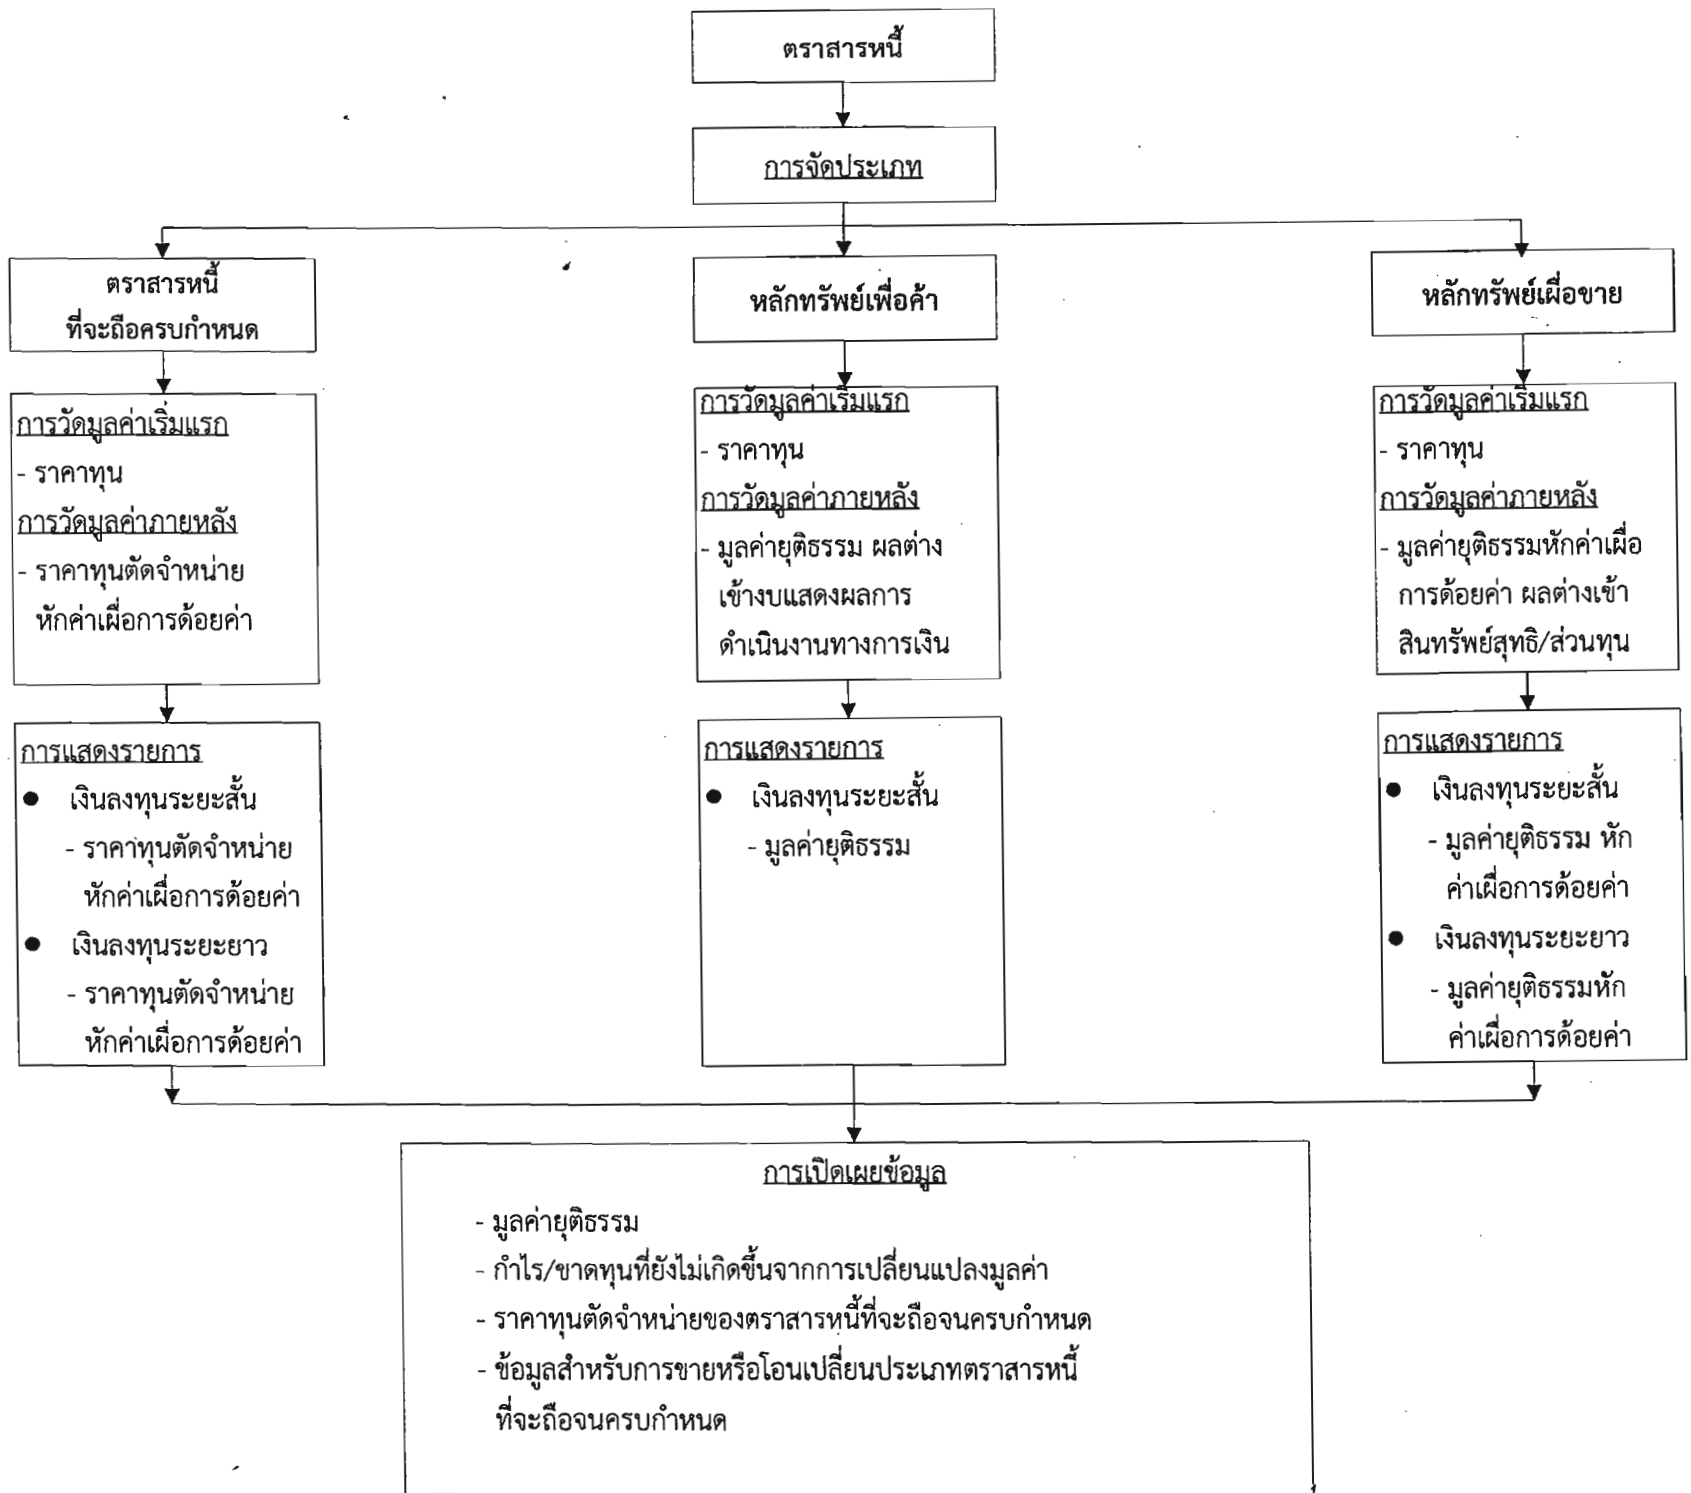 ตราสารหนี้
การจัดประเภท
ตราสารหนี้
ที่จะถือครบกำหนด
การวัดมูลค่าเริ่มแรก
- ราคาทุน
การวัดมูลค่าภายหลัง
- ราคาทุนตัดจำหน่าย
หักค่าเผื่อการด้อยค่า
การแสดงรายการ
● เงินลงทุนระยะสั้น
- ราคาทุนตัดจำหน่าย
หักค่าเผื่อการด้อยค่า
● เงินลงทุนระยะยาว
- ราคาทุนตัดจำหน่าย
หักค่าเผื่อการด้อยค่า
หลักทรัพย์เพื่อค้า
การวัดมูลค่าเริ่มแรก
- ราคาทุน
การวัดมูลค่าภายหลัง
- มูลค่ายุติธรรม ผลต่าง
เข้างบแสดงผลการ
ดำเนินงานทางการเงิน
การแสดงรายการ
● เงินลงทุนระยะสั้น
- มูลค่ายุติธรรม
หลักทรัพย์เผื่อขาย
การวัดมูลค่าเริ่มแรก
- ราคาทุน
การวัดมูลค่าภายหลัง
- มูลค่ายุติธรรมหักค่าเผื่อ
การด้อยค่า ผลต่างเข้า
สินทรัพย์สุทธิ/ส่วนทุน
การแสดงรายการ
● เงินลงทุนระยะสั้น
- มูลค่ายุติธรรม หัก
ค่าเผื่อการด้อยค่า
● เงินลงทุนระยะยาว
- มูลค่ายุติธรรมหัก
ค่าเผื่อการด้อยค่า
การเปิดเผยข้อมูล
- มูลค่ายุติธรรม
- กำไร/ขาดทุนที่ยังไม่เกิดขึ้นจากการเปลี่ยนแปลงมูลค่า
- ราคาทุนตัดจำหน่ายของตราสารหนี้ที่จะถือจนครบกำหนด
- ข้อมูลสำหรับการขายหรือโอนเปลี่ยนประเภทตราสารหนี้
ที่จะถือจนครบกำหนด